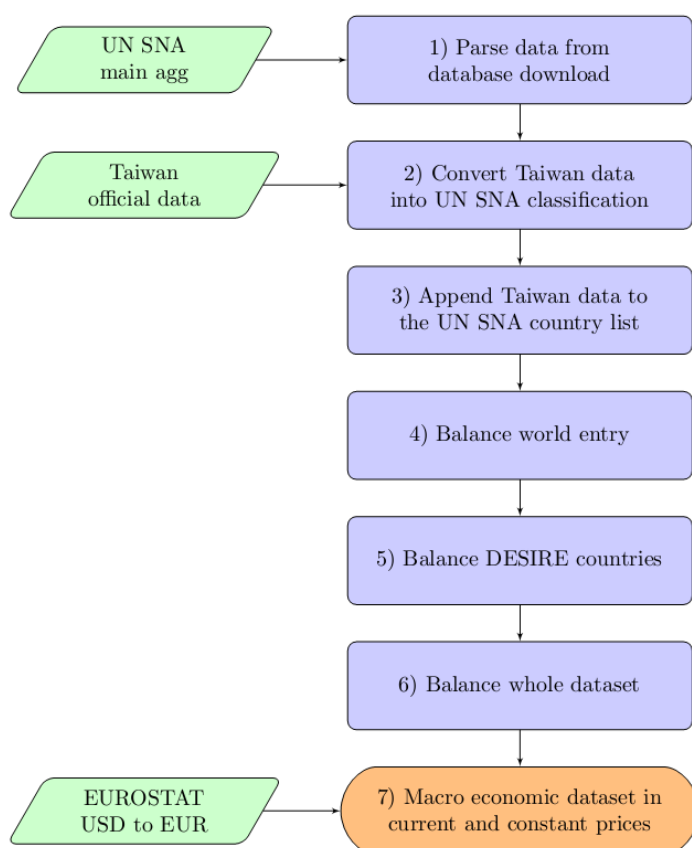 UN SNA
main agg
1) Parse data from
database download
Taiwan
official data
2) Convert Taiwan data
into UN SNA classification
3) Append Taiwan data to
the UN SNA country list
4) Balance world entry
5) Balance DESIRE countries
6) Balance whole dataset
EUROSTAT
USD to EUR
7) Macro economic dataset in
current and constant prices